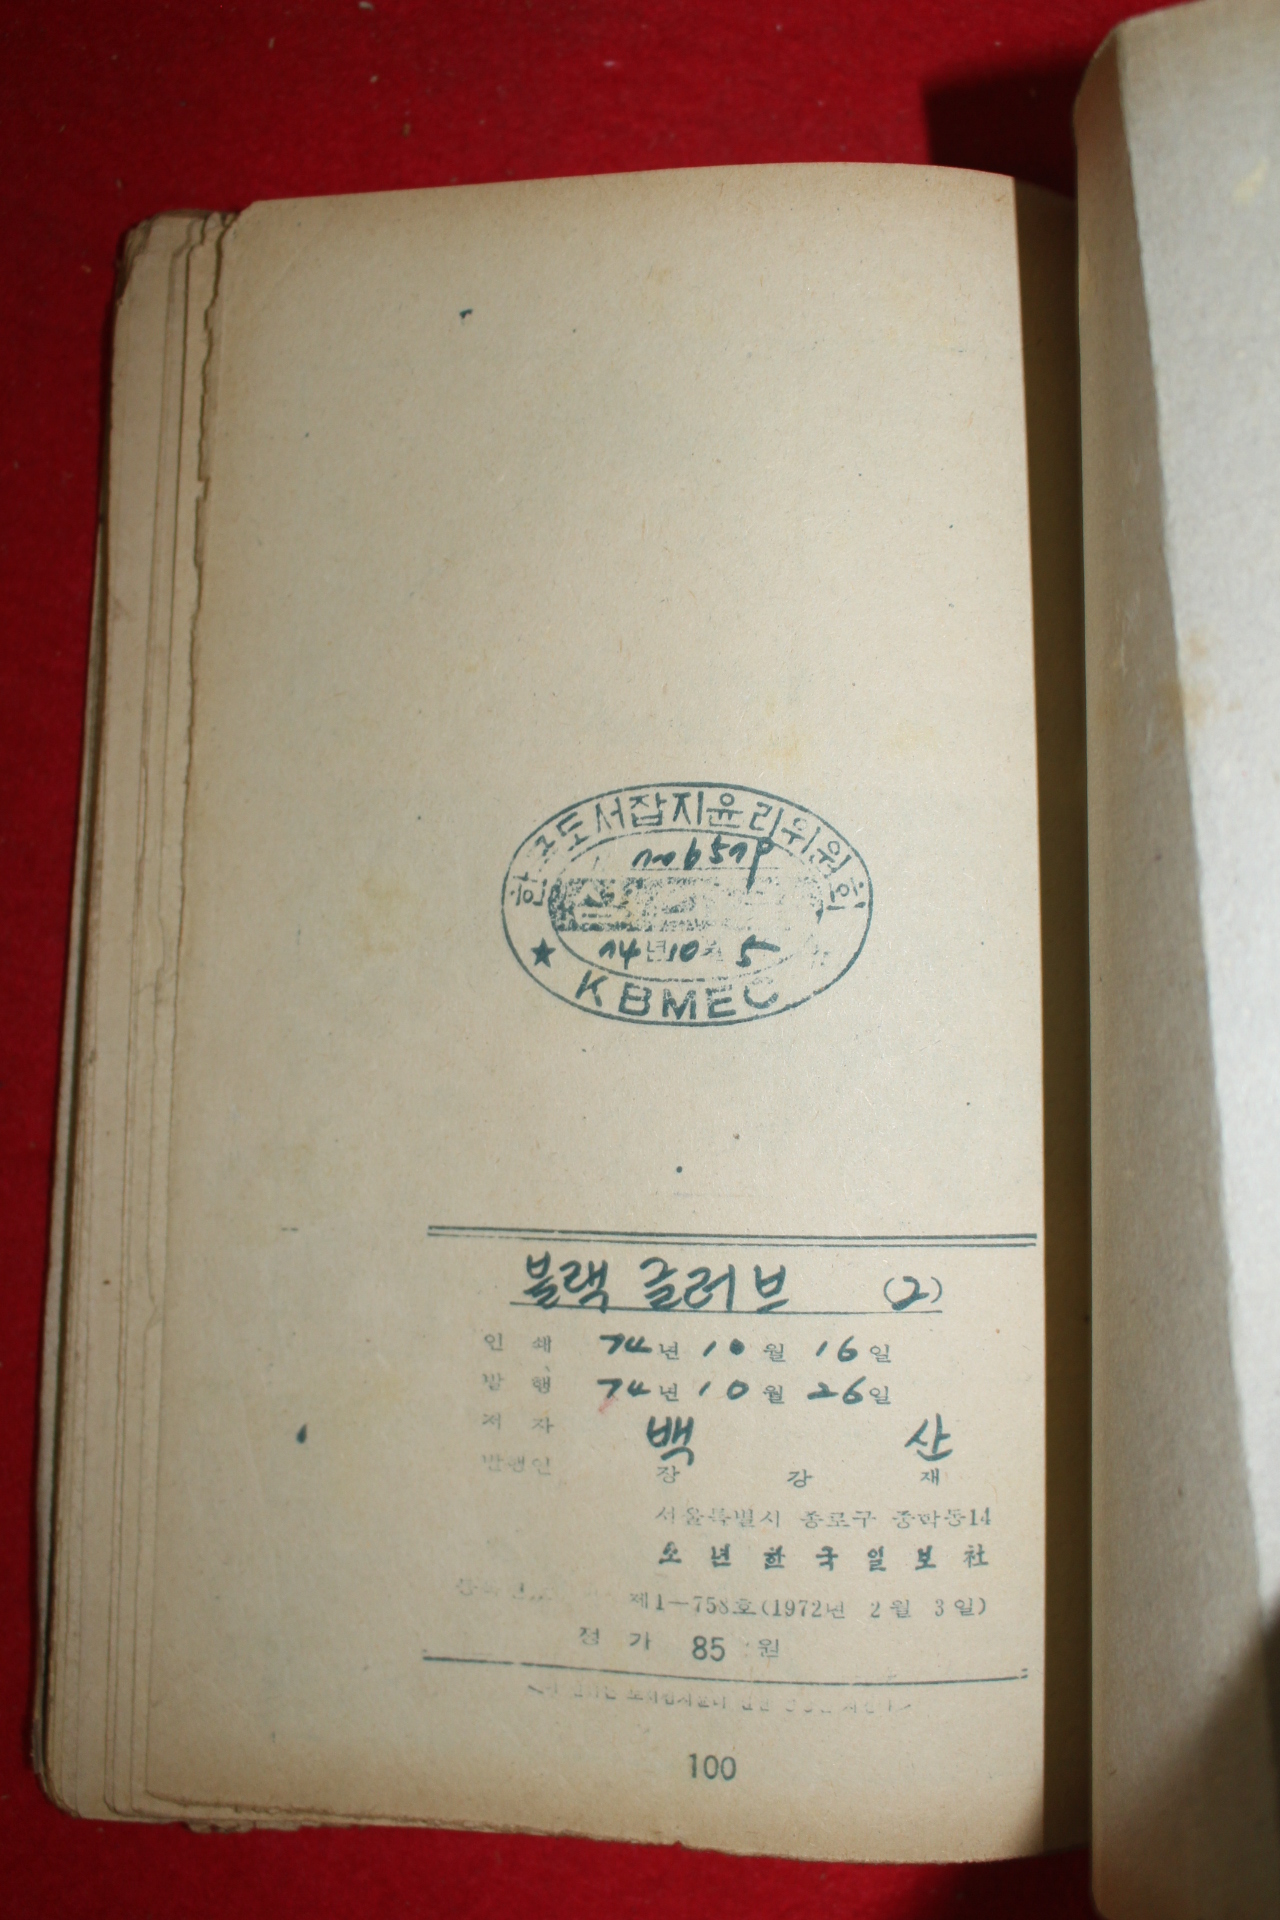 한국도서잡지윤리위원회
74년 10월 5
★ KBMEC
블랙 글러브 (2)
인쇄 74년 10월 16일
발행 74년 10월 26일
저자 백산
발행인 장강재
서울특별시 종로구 중학동14
소년한국일보社
제1—758호(1972년 2월 3일)
정가 85원
100